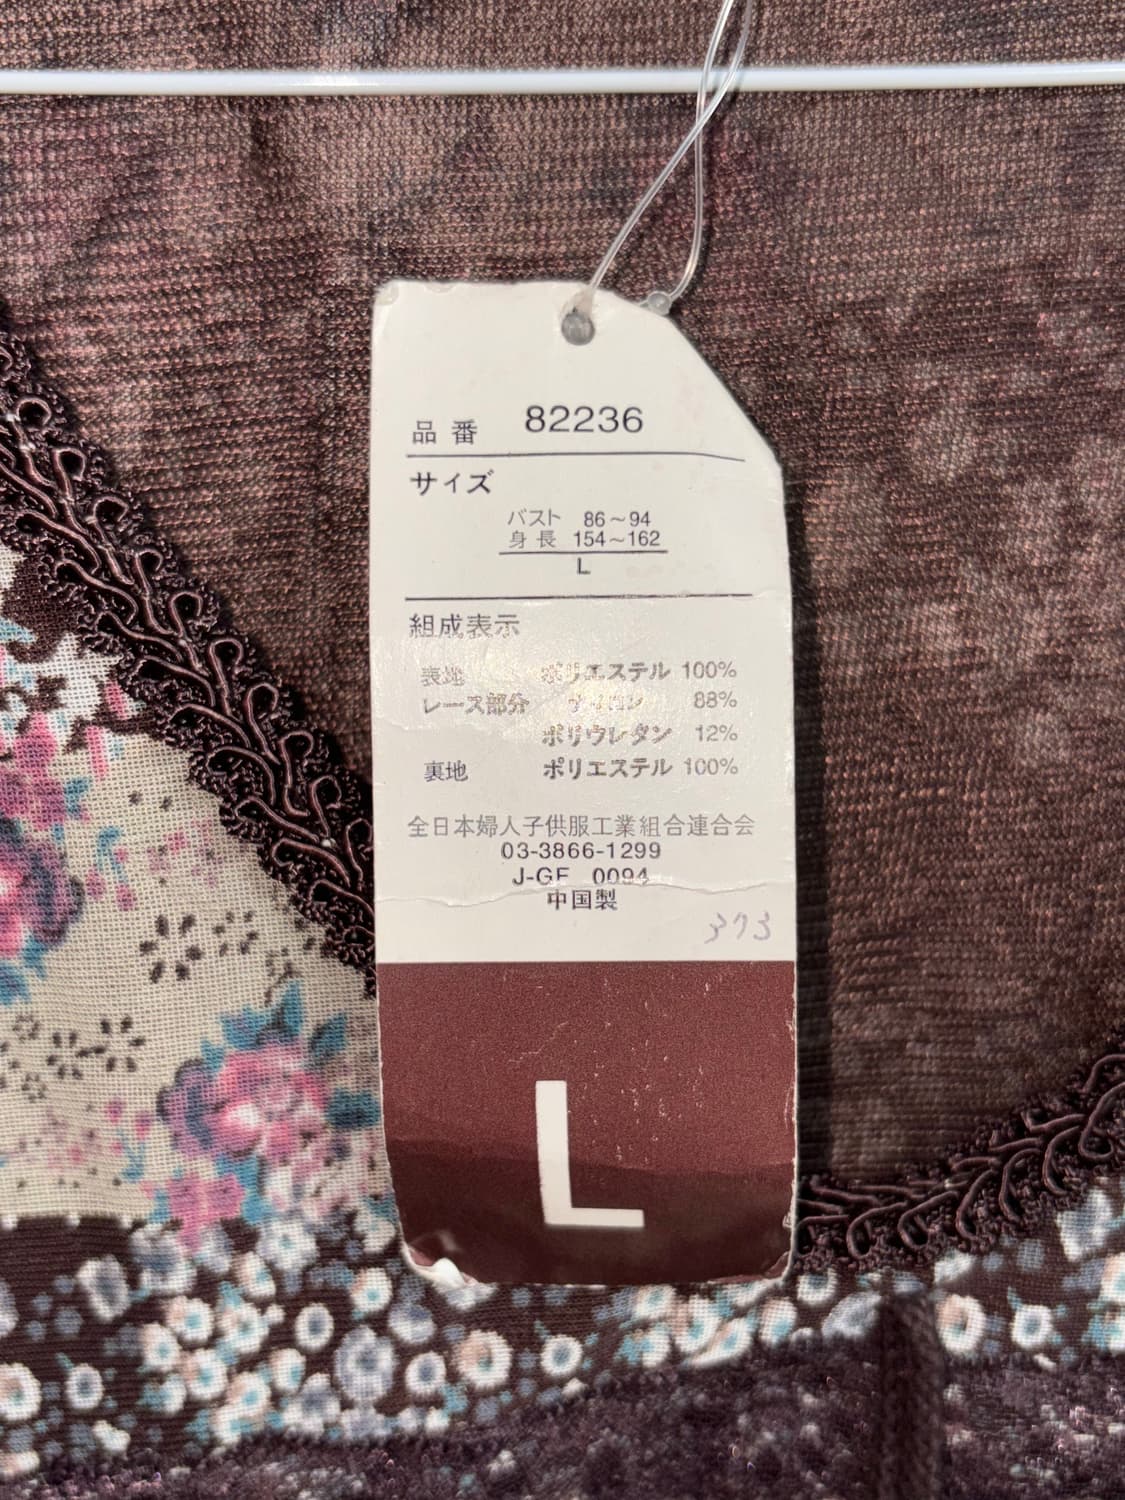 品番 82236
サイズ
バスト 86～94
身長 154～162
L
組成表示
表地 ポリエステル 100%
レース部分 ナイロン 88%
ポリウレタン 12%
裏地 ポリエステル 100%
全日本婦人子供服工業組合連合会
03-3866-1299
J-GF 0094
中国製
373
L